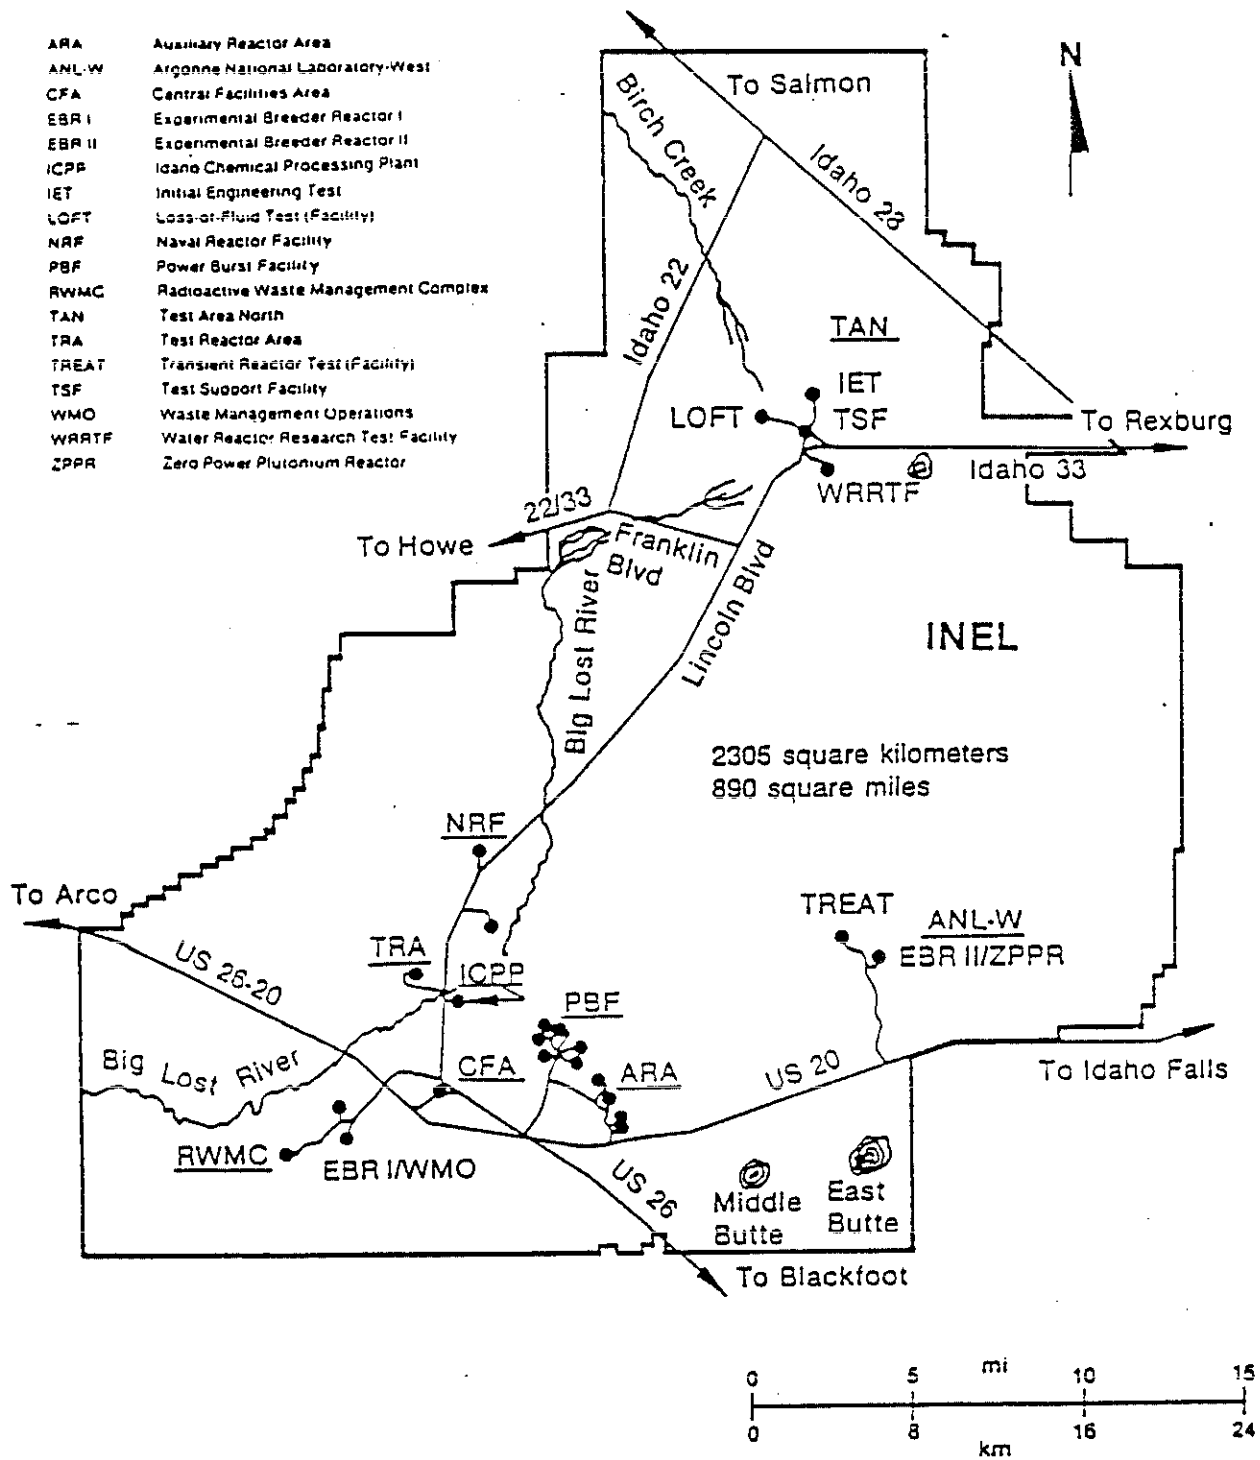 ARA Auxiliary Reactor Area
ANL-W Argonne National Laboratory-West
CFA Central Facilities Area
EBR I Experimental Breeder Reactor I
EBR II Experimental Breeder Reactor II
ICPP Idaho Chemical Processing Plant
IET Initial Engineering Test
LOFT Loss-of-Fluid Test (Facility)
NRF Naval Reactor Facility
PBF Power Burst Facility
RWMC Radioactive Waste Management Complex
TAN Test Area North
TRA Test Reactor Area
TREAT Transient Reactor Test (Facility)
TSF Test Support Facility
WMO Waste Management Operations
WRRTF Water Reactor Research Test Facility
ZPPR Zero Power Plutonium Reactor
N
To Salmon
Birch Creek
Idaho 28
Idaho 22
TAN
IET
LOFT
TSF
To Rexburg
WRRTF
Idaho 33
22/33
To Howe
Franklin
Blvd
Lincoln Blvd
Big Lost River
INEL
2305 square kilometers
890 square miles
NRF
To Arco
TREAT
ANL-W
EBR II/ZPPR
US 26-20
TRA
ICPP
PBF
Big Lost River
CFA
ARA
US 20
To Idaho Falls
RWMC
EBR I/WMO
US 26
Middle
Butte
East
Butte
To Blackfoot
0 5 mi 10 15
0 8 16 24
km